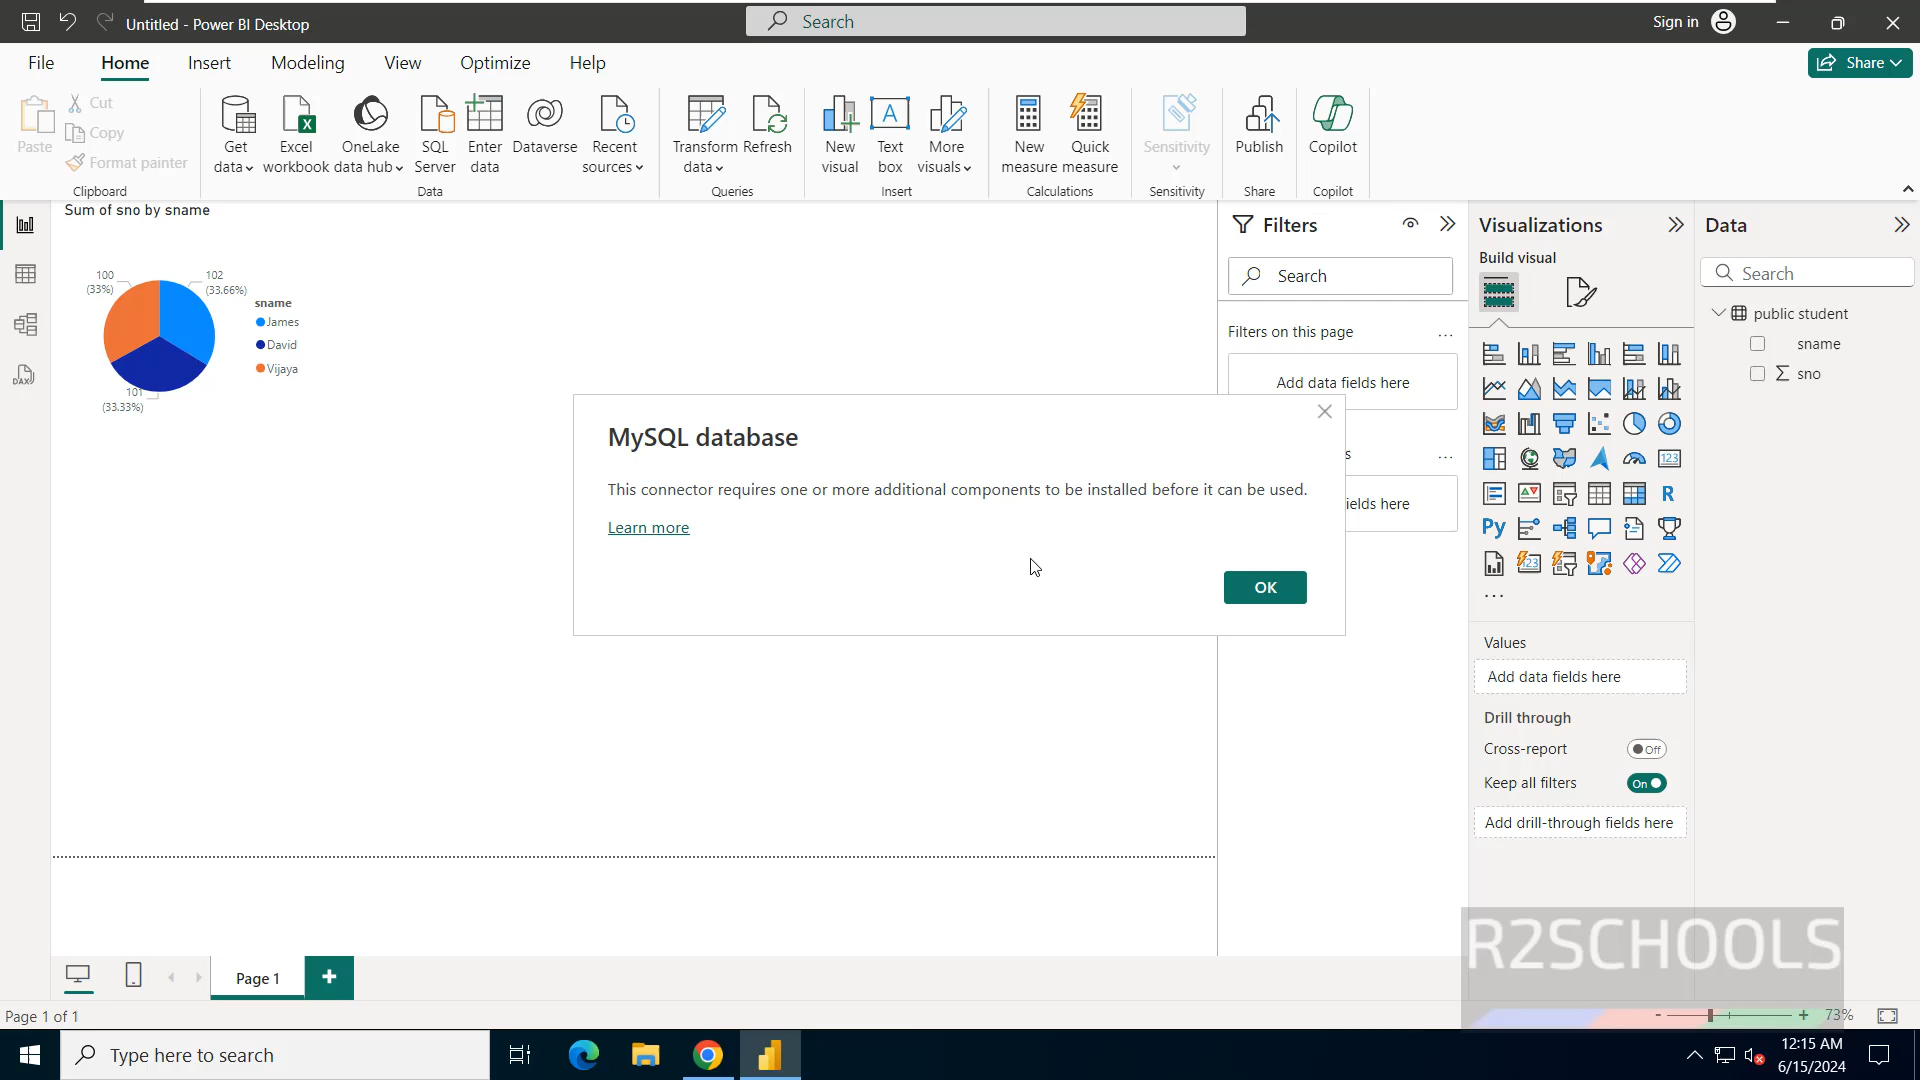 Untitled - Power BI Desktop
Search
Sign in
File
Home
Insert
Modeling
View
Optimize
Help
Share
Paste
Cut
Copy
Format painter
Clipboard
Get data
Excel workbook
OneLake data hub
SQL Server
Enter data
Dataverse
Recent sources
Data
Transform data
Refresh
Queries
New visual
Text box
More visuals
Insert
New measure
Quick measure
Calculations
Sensitivity
Sensitivity
Publish
Share
Copilot
Copilot
Sum of sno by sname
100
(33%)
102
(33.66%)
101
(33.33%)
sname
James
David
Vijaya
MySQL database
This connector requires one or more additional components to be installed before it can be used.
Learn more
OK
Filters
Search
Filters on this page
...
Add data fields here
s
...
ields here
Visualizations
Build visual
123
R
Py
123
...
Values
Add data fields here
Drill through
Cross-report
Off
Keep all filters
On
Add drill-through fields here
Data
Search
public student
sname
∑ sno
DAX
Page 1
+
Page 1 of 1
R2SCHOOLS
- + 73%
Type here to search
12:15 AM
6/15/2024